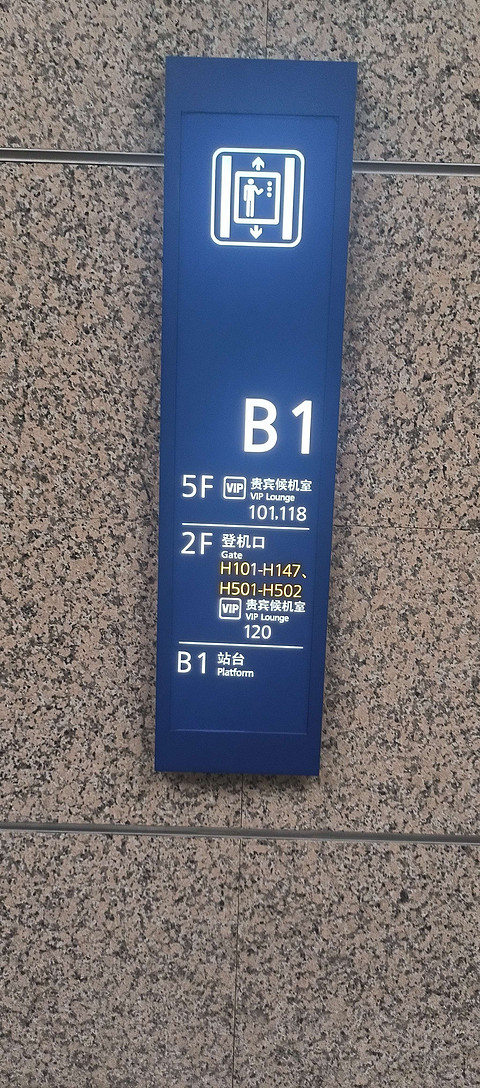 B1
5F VIP 贵宾候机室
VIP Lounge
101,118
2F 登机口
Gate
H101-H147、
H501-H502
VIP 贵宾候机室
VIP Lounge
120
B1 站台
Platform